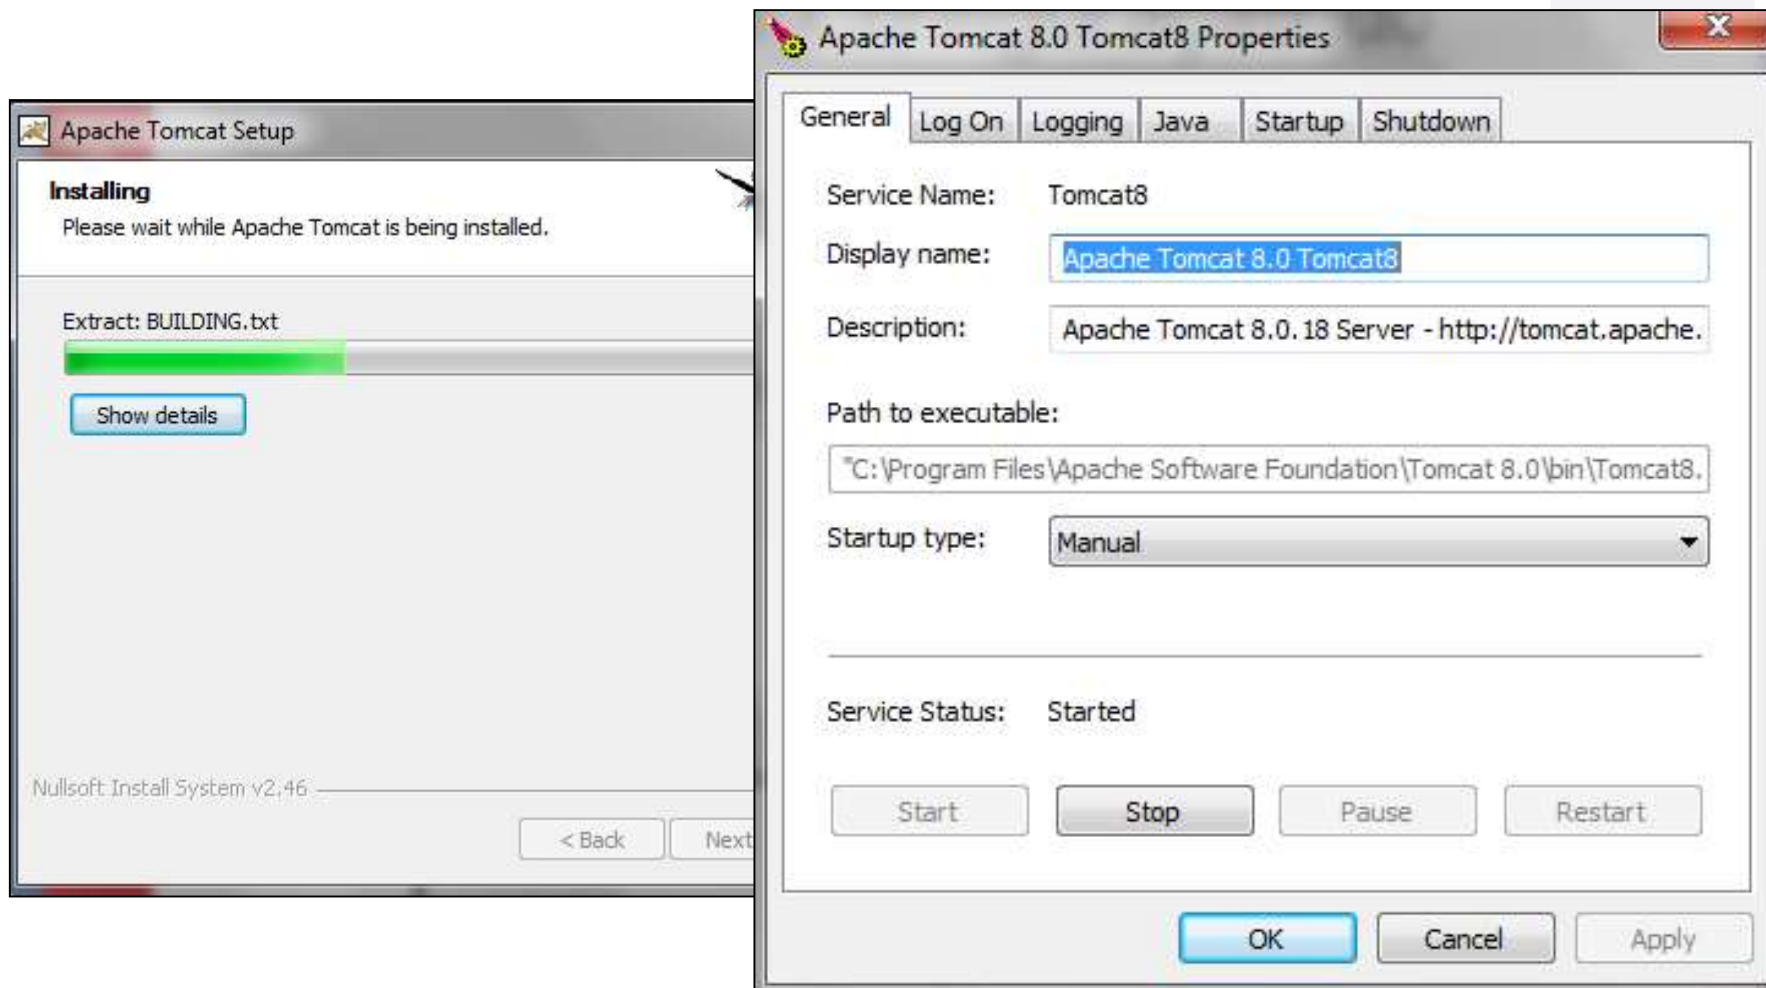 Apache Tomcat Setup
Installing
Please wait while Apache Tomcat is being installed.
Extract: BUILDING.txt
Show details
Nullsoft Install System v2.46
< Back
Next
Apache Tomcat 8.0 Tomcat8 Properties
General Log On Logging Java Startup Shutdown
Service Name: Tomcat8
Display name: Apache Tomcat 8.0 Tomcat8
Description: Apache Tomcat 8.0.18 Server - http://tomcat.apache.
Path to executable:
"C:\Program Files\Apache Software Foundation\Tomcat 8.0\bin\Tomcat8.
Startup type: Manual
Service Status: Started
Start Stop Pause Restart
OK Cancel Apply